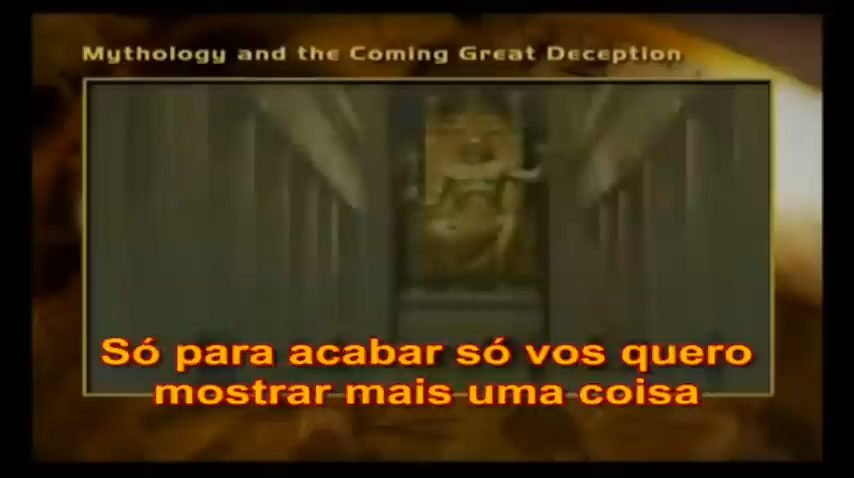 Mythology and the Coming Great Deception
Só para acabar só vos quero
mostrar mais uma coisa